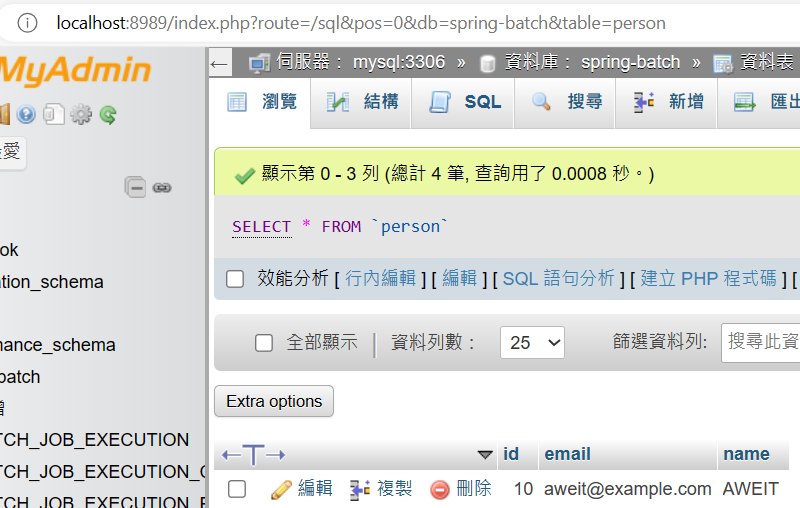 localhost:8989/index.php?route=/sql&pos=0&db=spring-batch&table=person
MyAdmin
伺服器： mysql:3306 » 資料庫： spring-batch » 資料表
瀏覽 結構 SQL 搜尋 新增 匯出
愛
顯示第 0 - 3 列 (總計 4 筆, 查詢用了 0.0008 秒。)
SELECT * FROM `person`
ok
ation_schema
效能分析 [ 行內編輯 ] [ 編輯 ] [ SQL 語句分析 ] [ 建立 PHP 程式碼 ] [
nance_schema
全部顯示 | 資料列數： 25 篩選資料列: 搜尋此資
batch
Extra options
TCH_JOB_EXECUTION
id email name
TCH_JOB_EXECUTION_
編輯 複製 刪除 10 aweit@example.com AWEIT
TCH_JOB_EXECUTION